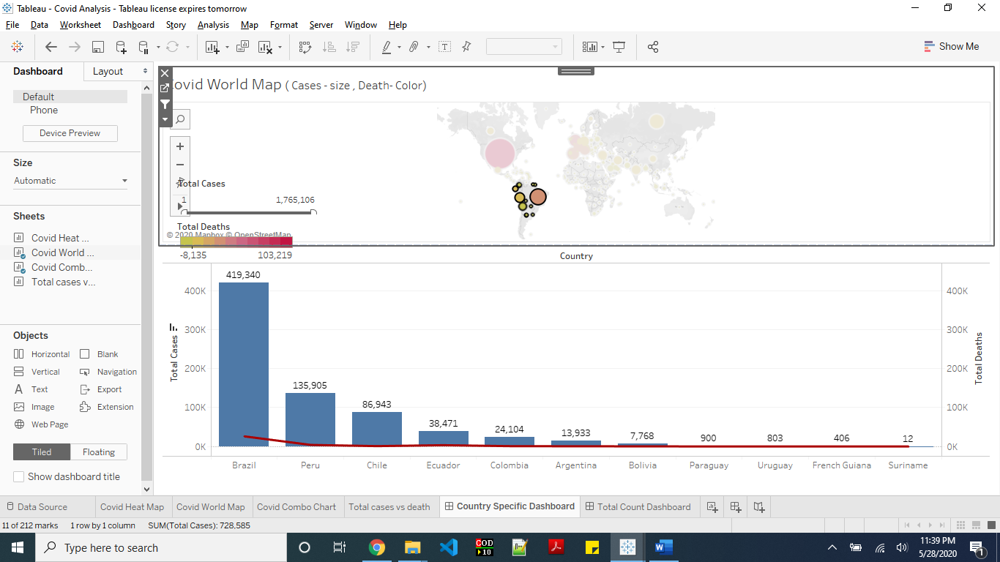 Tableau - Covid Analysis - Tableau license expires tomorrow
File Data Worksheet Dashboard Story Analysis Map Format Server Window Help
Show Me
Dashboard Layout
Default
Phone
Device Preview
Size
Automatic
Sheets
Covid Heat ...
Covid World ...
Covid Comb...
Total cases v...
Objects
Horizontal Blank
Vertical Navigation
Text Export
Image Extension
Web Page
Tiled Floating
Show dashboard title
ovid World Map ( Cases - size , Death- Color)
Total Cases
1 1,765,106
Total Deaths
© 2020 Mapbox © OpenStreetMap
-8,135 103,219
Country
Total Cases
400K
300K
200K
100K
0K
419,340
135,905
86,943
38,471
24,104
13,933
7,768
900
803
406
12
400K
300K
200K
100K
0K
Total Deaths
Brazil Peru Chile Ecuador Colombia Argentina Bolivia Paraguay Uruguay French Guiana Suriname
Data Source Covid Heat Map Covid World Map Covid Combo Chart Total cases vs death Country Specific Dashboard Total Count Dashboard
11 of 212 marks 1 row by 1 column SUM(Total Cases): 728,585
Type here to search
COD
10
11:39 PM
5/28/2020
1